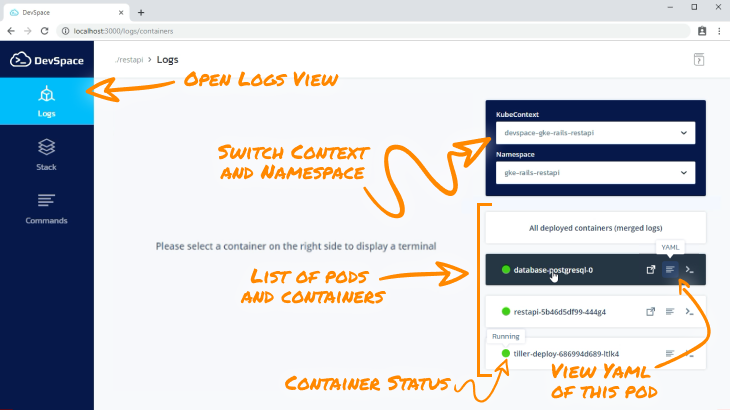 DevSpace
localhost:3000/logs/containers
DevSpace
./restapi > Logs
Open Logs View
Logs
Stack
Commands
KubeContext
devspace-gke-rails-restapi
Namespace
gke-rails-restapi
Switch Context
and Namespace
All deployed containers (merged logs)
YAML
Please select a container on the right side to display a terminal
database-postgresql-0
List of pods
and containers
restapi-5b46d5df99-444g4
Running
tiller-deploy-686994d689-ltlk4
Container Status
View Yaml
of this pod